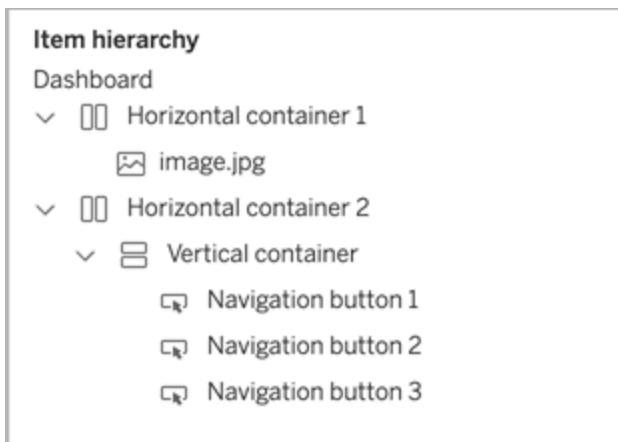 Item hierarchy
Dashboard
Horizontal container 1
image.jpg
Horizontal container 2
Vertical container
Navigation button 1
Navigation button 2
Navigation button 3